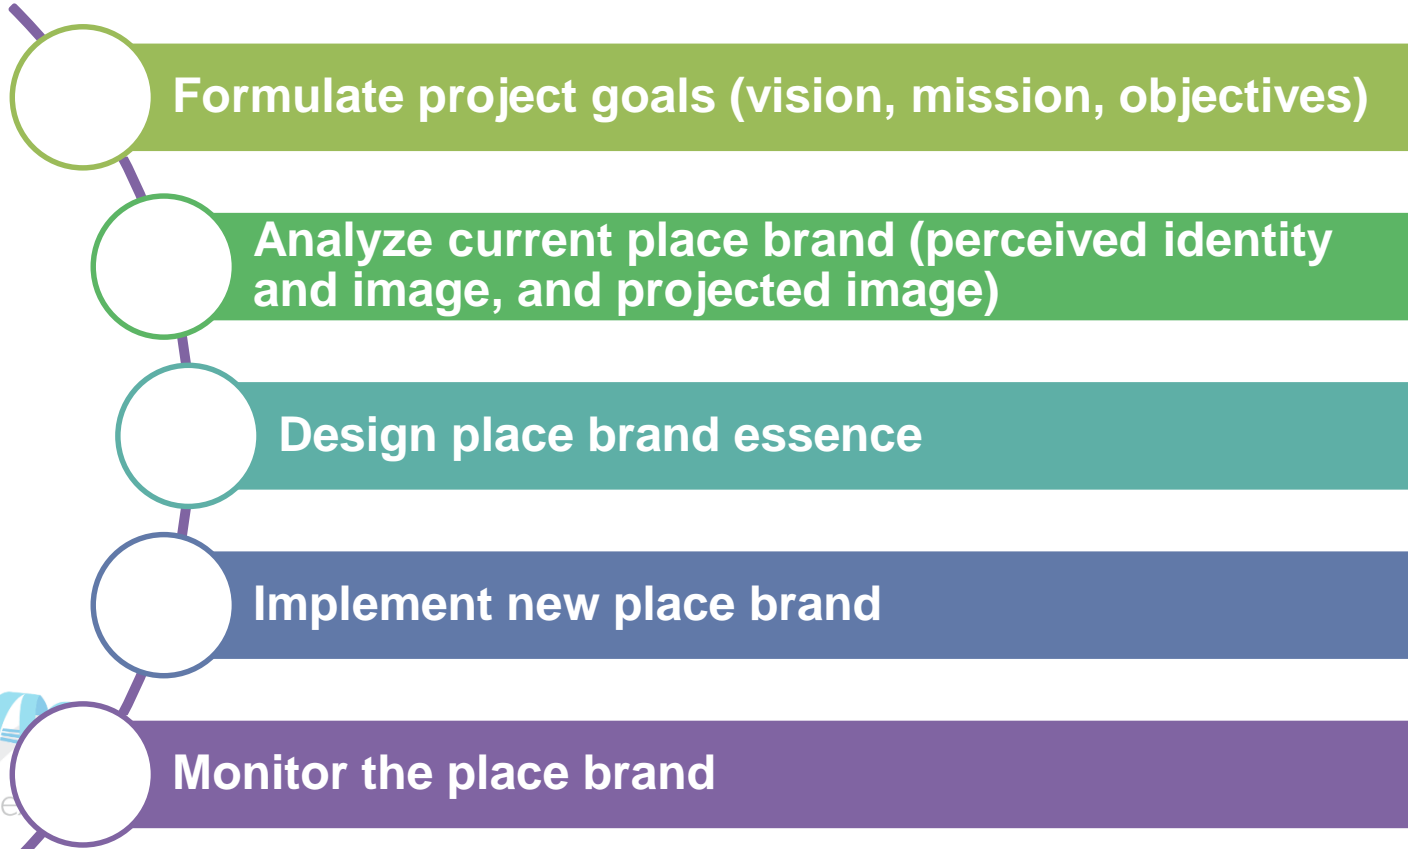 Formulate project goals (vision, mission, objectives)
Analyze current place brand (perceived identity
and image, and projected image)
Design place brand essence
Implement new place brand
Monitor the place brand